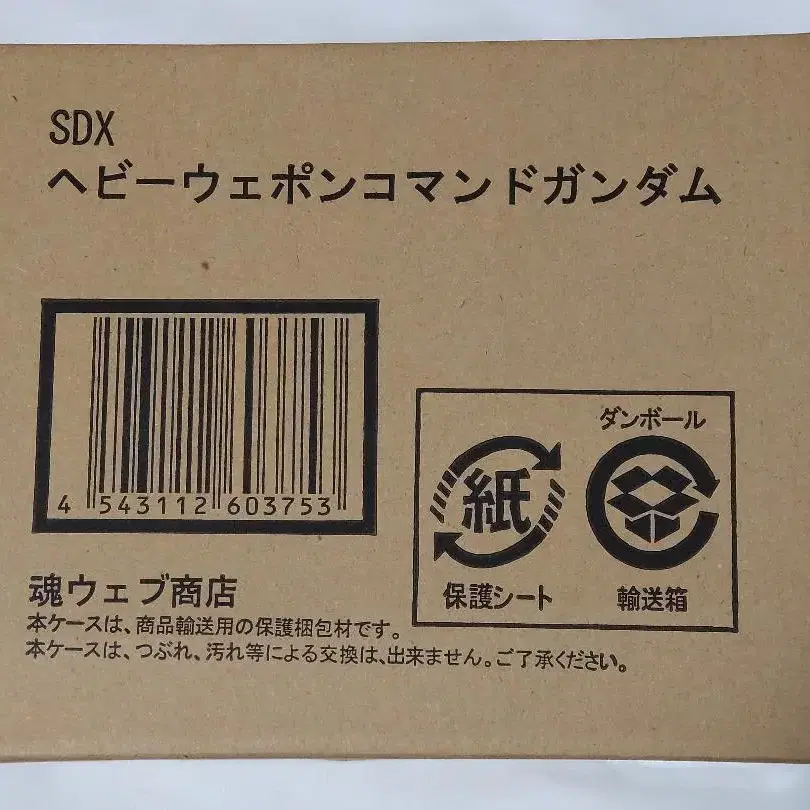 SDX
ヘビーウェポンコマンドガンダム
4 543112 603753
ダンボール
紙
保護シート
輸送箱
魂ウェブ商店
本ケースは、商品輸送用の保護梱包材です。
本ケースは、つぶれ、汚れ等による交換は、出来ません。ご了承ください。